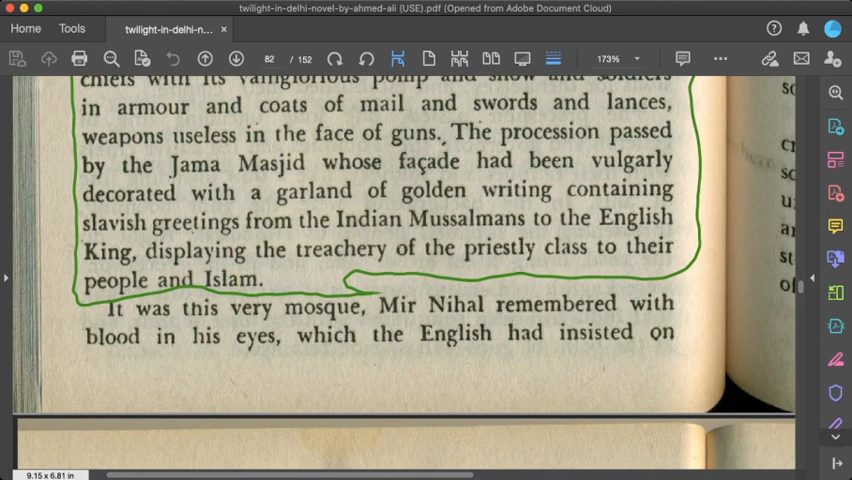 twilight-in-delhi-novel-by-ahmed-ali (USE).pdf (Opened from Adobe Document Cloud)
Home Tools twilight-in-delhi-n... ×
82 / 152 173%
chiefs with its vainglorious pomp and show and soldiers
in armour and coats of mail and swords and lances,
weapons useless in the face of guns. The procession passed
by the Jama Masjid whose façade had been vulgarly
decorated with a garland of golden writing containing
slavish greetings from the Indian Mussalmans to the English
King, displaying the treachery of the priestly class to their
people and Islam.
It was this very mosque, Mir Nihal remembered with
blood in his eyes, which the English had insisted on
9.15 x 6.81 in